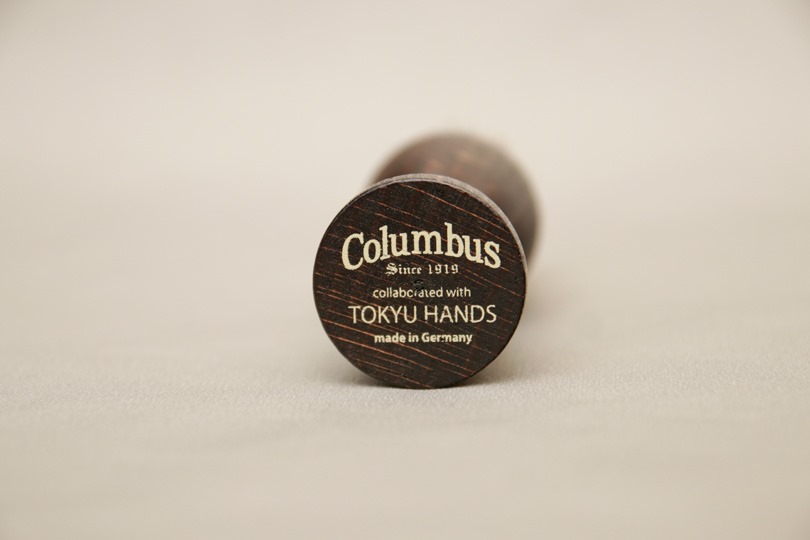 Columbus
Since 1919
collaborated with
TOKYU HANDS
made in Germany